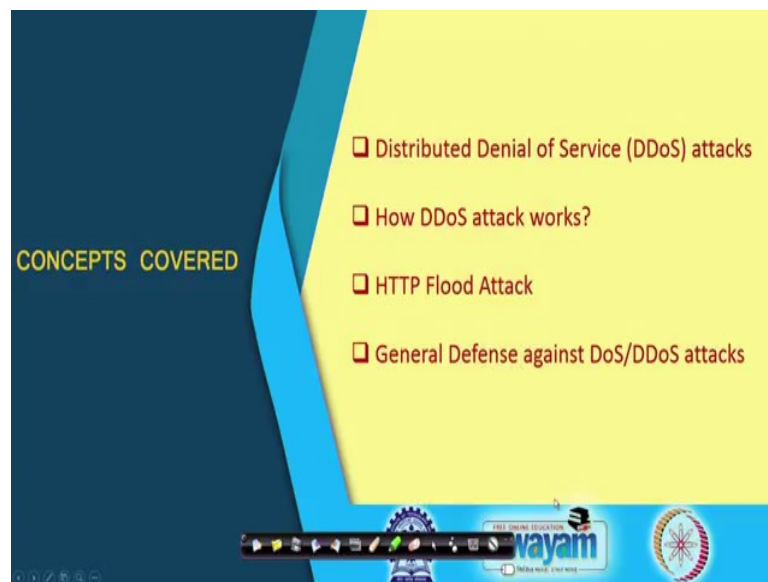 CONCEPTS COVERED
Distributed Denial of Service (DDoS) attacks
How DDoS attack works?
HTTP Flood Attack
General Defense against DoS/DDoS attacks
FREE ONLINE EDUCATION
wayam